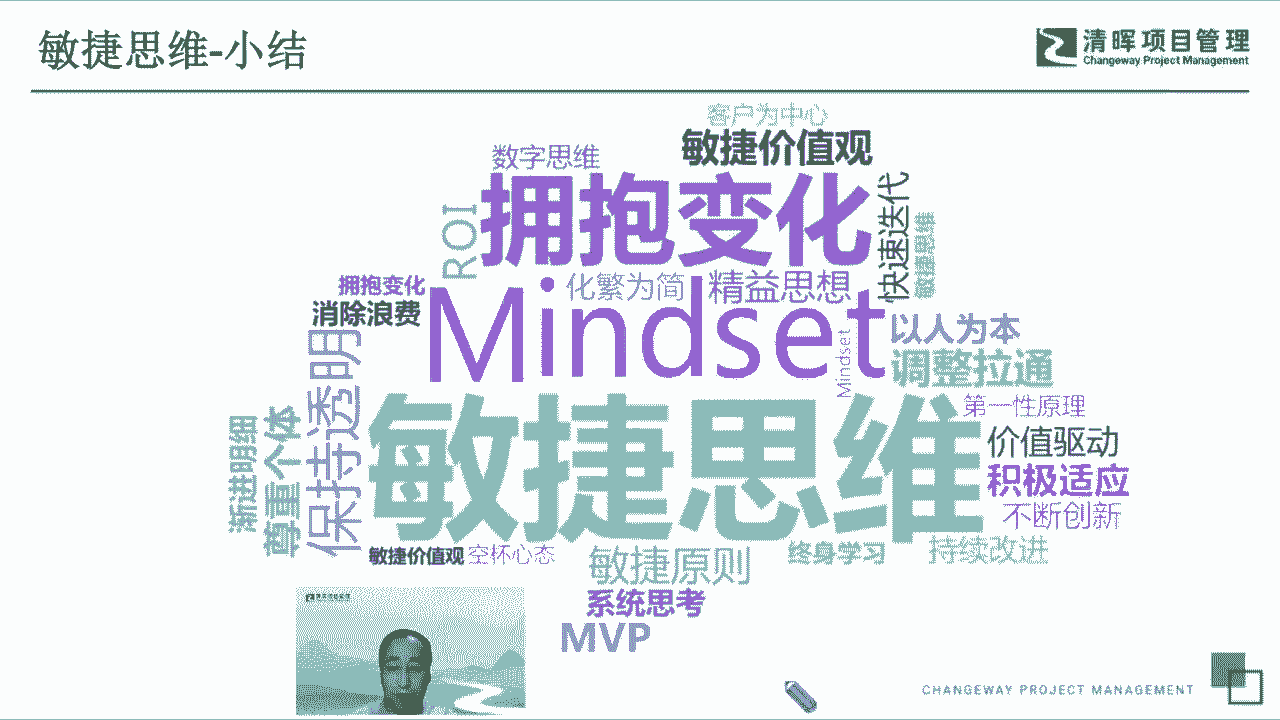 敏捷思维-小结
清晖项目管理
Changeway Project Management
客户为中心
敏捷价值观
数字思维
拥抱变化
ROI
快速迭代
敏捷思维
拥抱变化
化繁为简
精益思想
消除浪费
Mindset
Mindset
以人为本
调整拉通
保持透明
尊重个体
渐进明细
敏捷思维
第一性原理
价值驱动
积极适应
不断创新
敏捷价值观
空杯心态
敏捷原则
终身学习
持续改进
系统思考
MVP
CHANGEWAY PROJECT MANAGEMENT